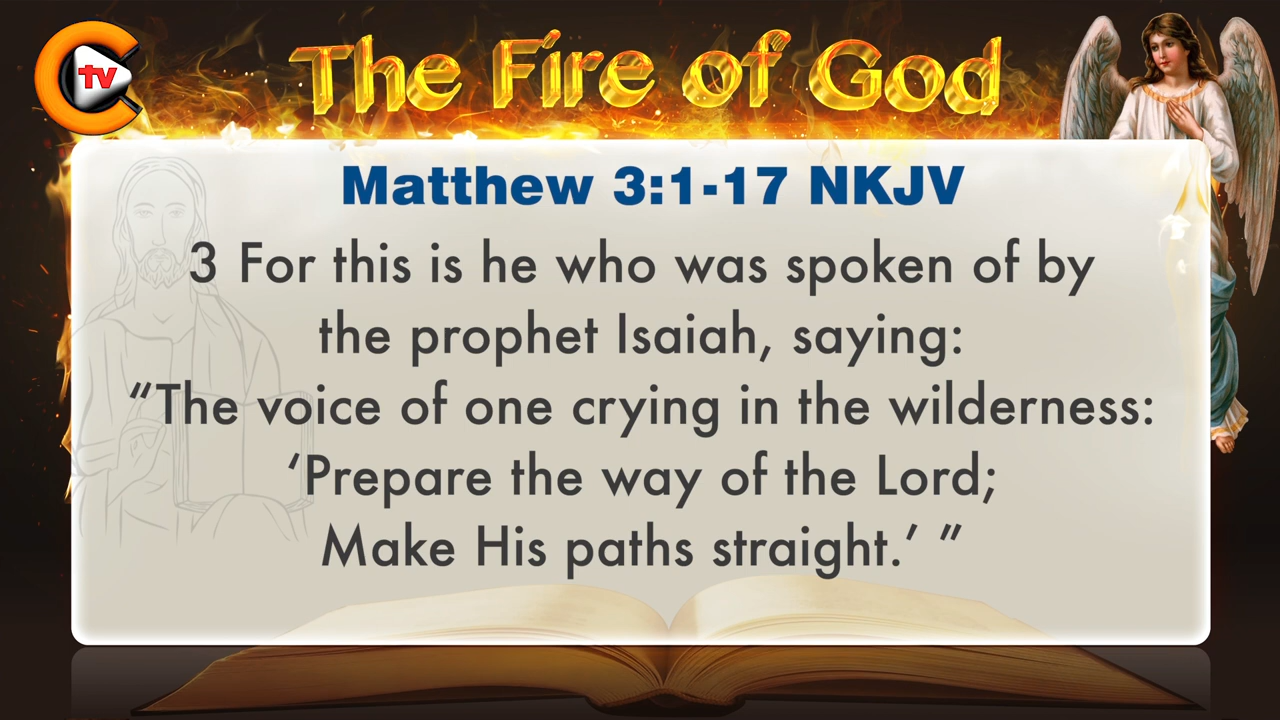 tv
The Fire of God
Matthew 3:1-17 NKJV
3 For this is he who was spoken of by
the prophet Isaiah, saying:
“The voice of one crying in the wilderness:
‘Prepare the way of the Lord;
Make His paths straight.’ ”